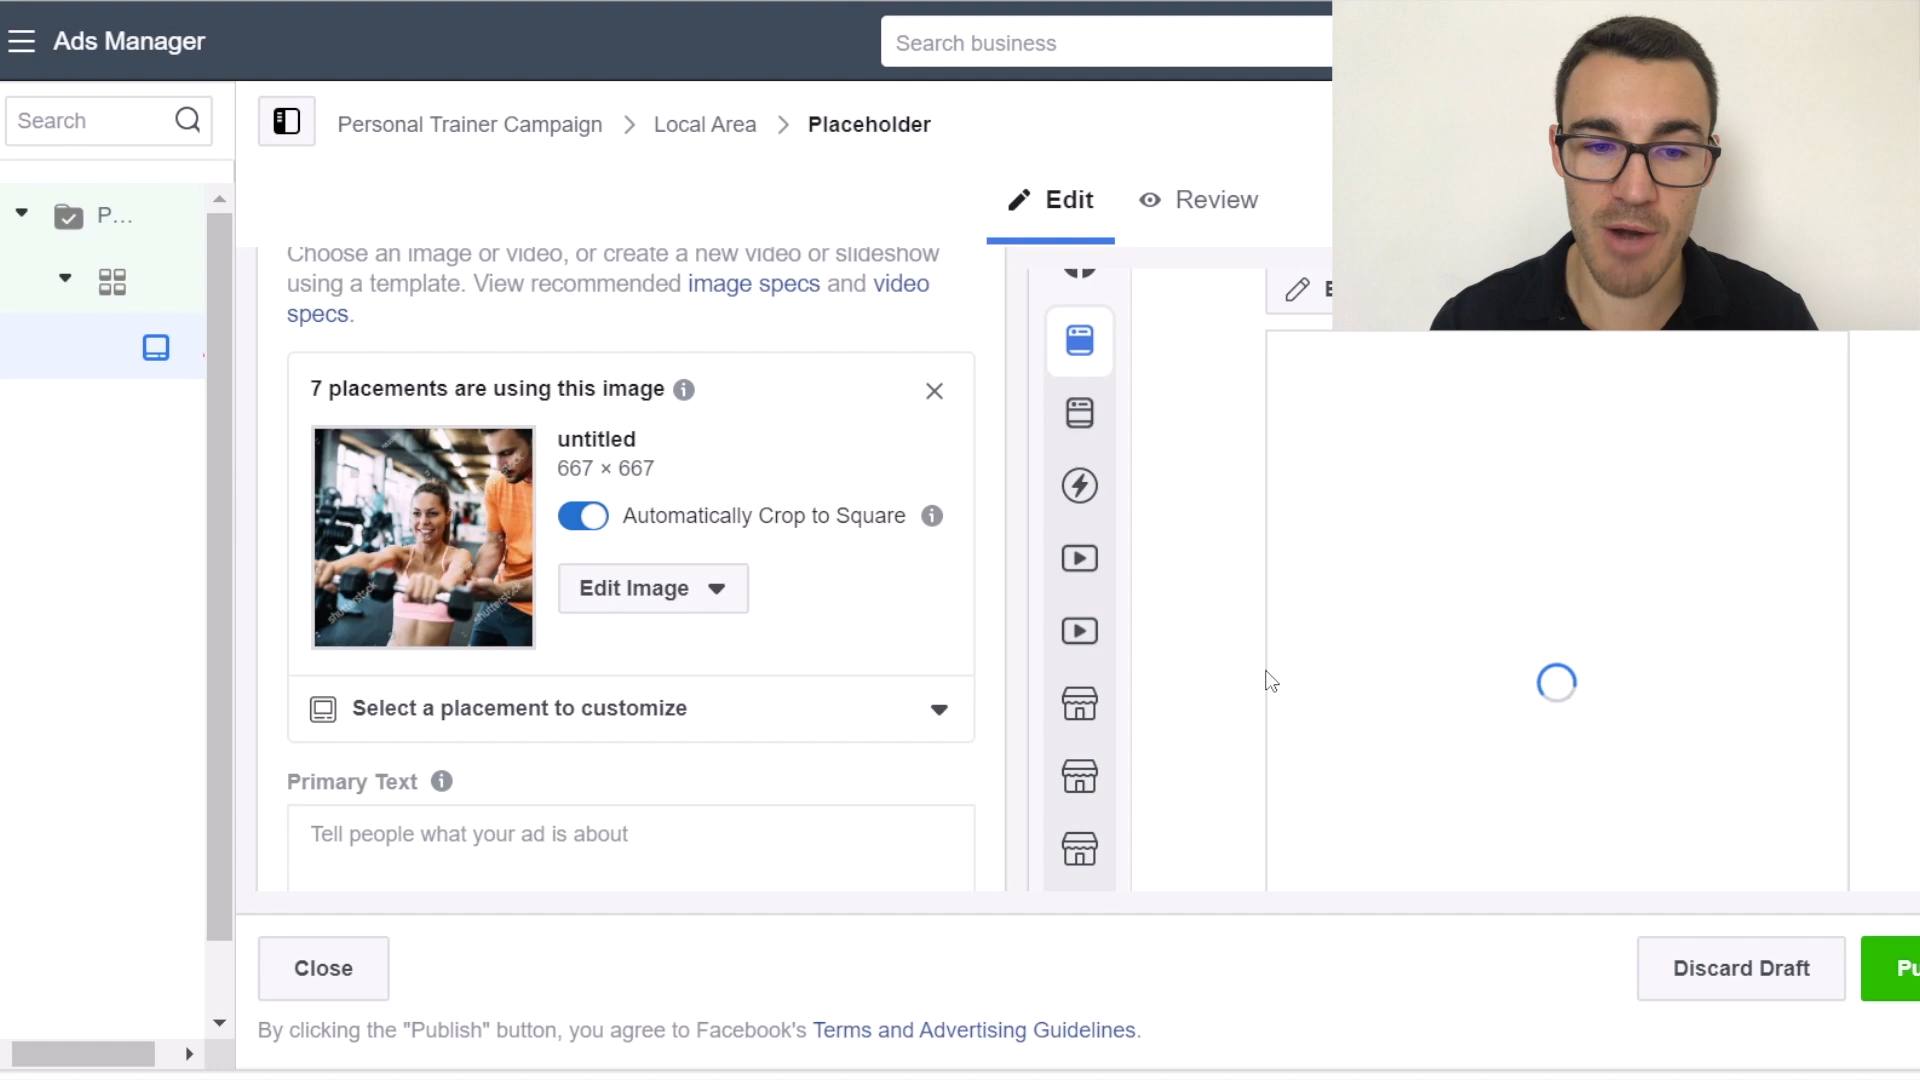 Ads Manager
Search business
Search
Personal Trainer Campaign
Local Area
Placeholder
P...
Edit
Review
Choose an image or video, or create a new video or slideshow
using a template. View recommended image specs and video
specs.
7 placements are using this image
untitled
667 × 667
Automatically Crop to Square
Edit Image
shutterstock
shutterstock
Select a placement to customize
Primary Text
Tell people what your ad is about
Close
Discard Draft
Pu
By clicking the "Publish" button, you agree to Facebook's Terms and Advertising Guidelines.